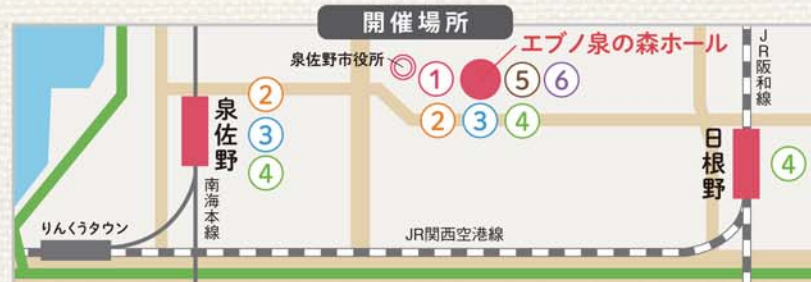 開催場所
エブノ泉の森ホール
泉佐野市役所
① ⑤ ⑥
② ③ ④
泉佐野
②
③
④
南海本線
りんくうタウン
JR関西空港線
JR阪和線
日根野
④